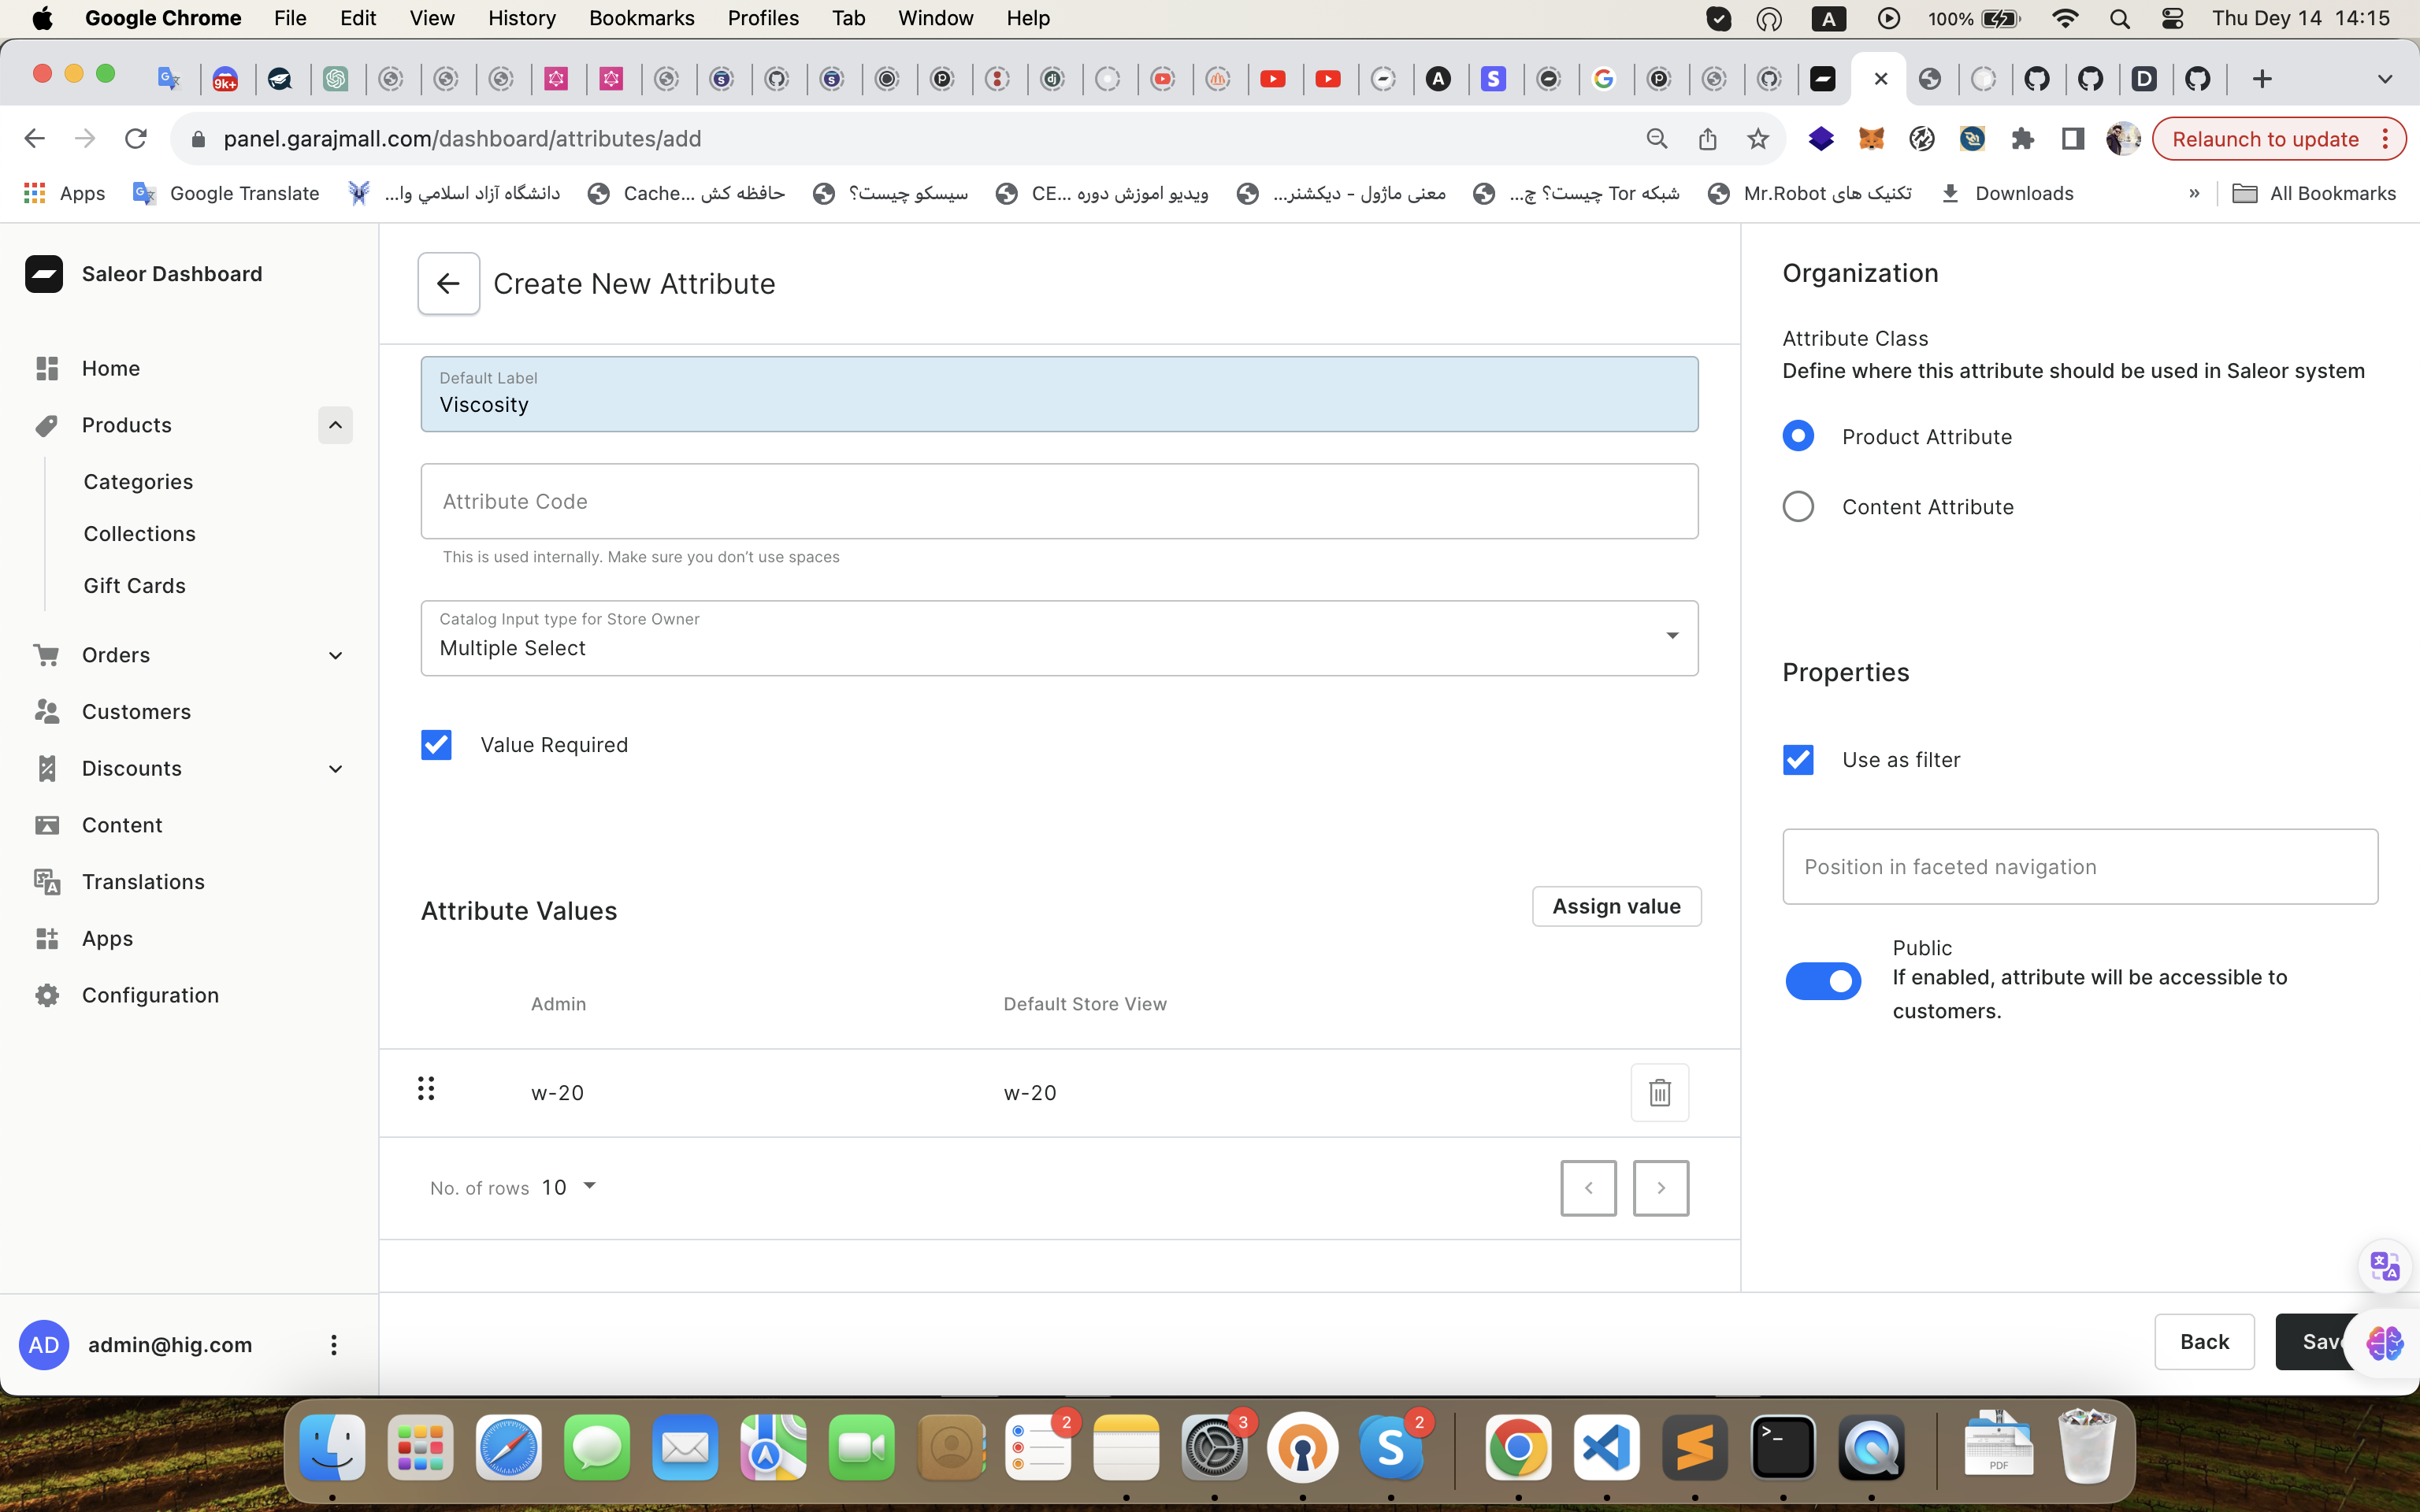 Google Chrome File Edit View History Bookmarks Profiles Tab Window Help A 100% Thu Dey 14 14:15
9k+
panel.garajmall.com/dashboard/attributes/add
Relaunch to update
Apps Google Translate دانشگاه آزاد اسلامي وا... حافظه کش ...Cache سیسکو چیست؟ ویدیو اموزش دوره ...CE معنی ماژول - دیکشنر... شبکه Tor چیست؟ چ... تکنیک های Mr.Robot Downloads » All Bookmarks
Saleor Dashboard
Home
Products
Categories
Collections
Gift Cards
Orders
Customers
Discounts
Content
Translations
Apps
Configuration
AD admin@hig.com
Create New Attribute
Default Label
Viscosity
Attribute Code
This is used internally. Make sure you don't use spaces
Catalog Input type for Store Owner
Multiple Select
Value Required
Attribute Values Assign value
Admin Default Store View
w-20 w-20
No. of rows 10
Organization
Attribute Class
Define where this attribute should be used in Saleor system
Product Attribute
Content Attribute
Properties
Use as filter
Position in faceted navigation
Public
If enabled, attribute will be accessible to
customers.
Back
2 3 2
PDF